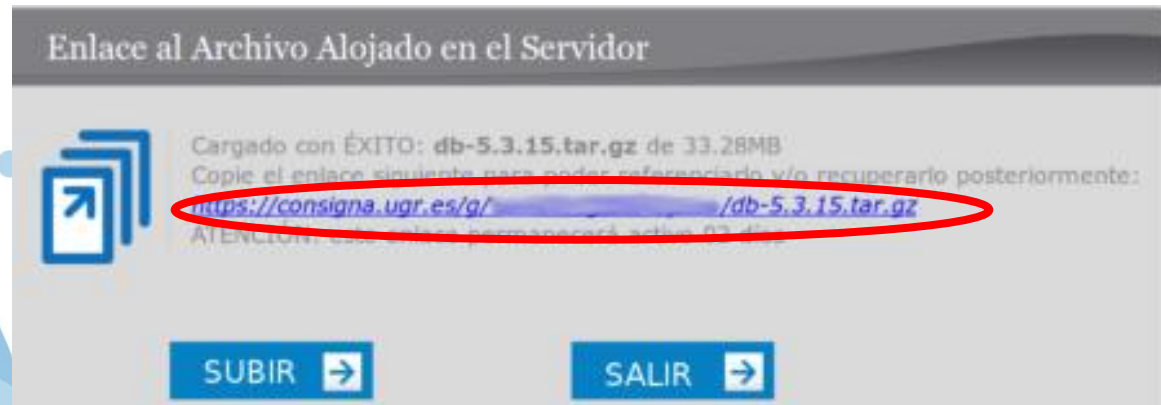 Enlace al Archivo Alojado en el Servidor
Cargado con ÉXITO: db-5.3.15.tar.gz de 33.28MB
Copie el enlace siguiente para poder referenciarlo y/o recuperarlo posteriormente:
https://consigna.ugr.es/g/ /db-5.3.15.tar.gz
ATENCIÓN: este enlace permanecerá activo 02 días
SUBIR
SALIR